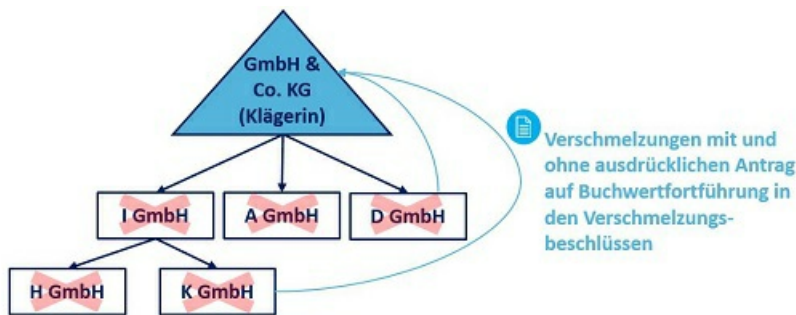 GmbH &
Co. KG
(Klägerin)
Verschmelzungen mit und
ohne ausdrücklichen Antrag
auf Buchwertfortführung in
den Verschmelzungs-
beschlüssen
I GmbH
A GmbH
D GmbH
H GmbH
K GmbH